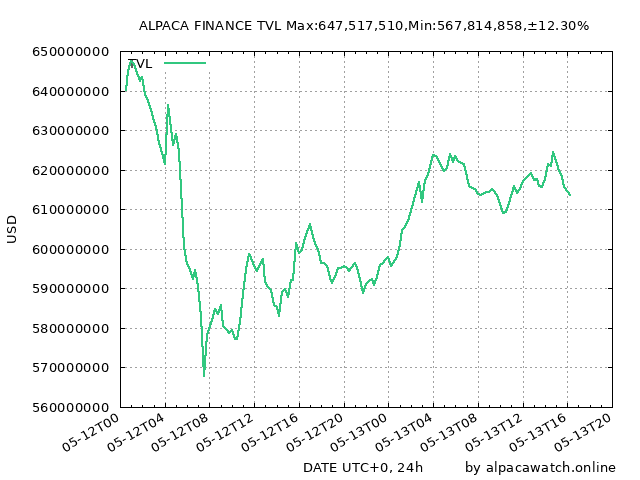 ALPACA FINANCE TVL Max:647,517,510,Min:567,814,858,±12.30%
650000000
TVL
640000000
630000000
620000000
610000000
USD
600000000
590000000
580000000
570000000
560000000
05-12T00 05-12T04 05-12T08 05-12T12 05-12T16 05-12T20 05-13T00 05-13T04 05-13T08 05-13T12 05-13T16 05-13T20
DATE UTC+0, 24h by alpacawatch.online